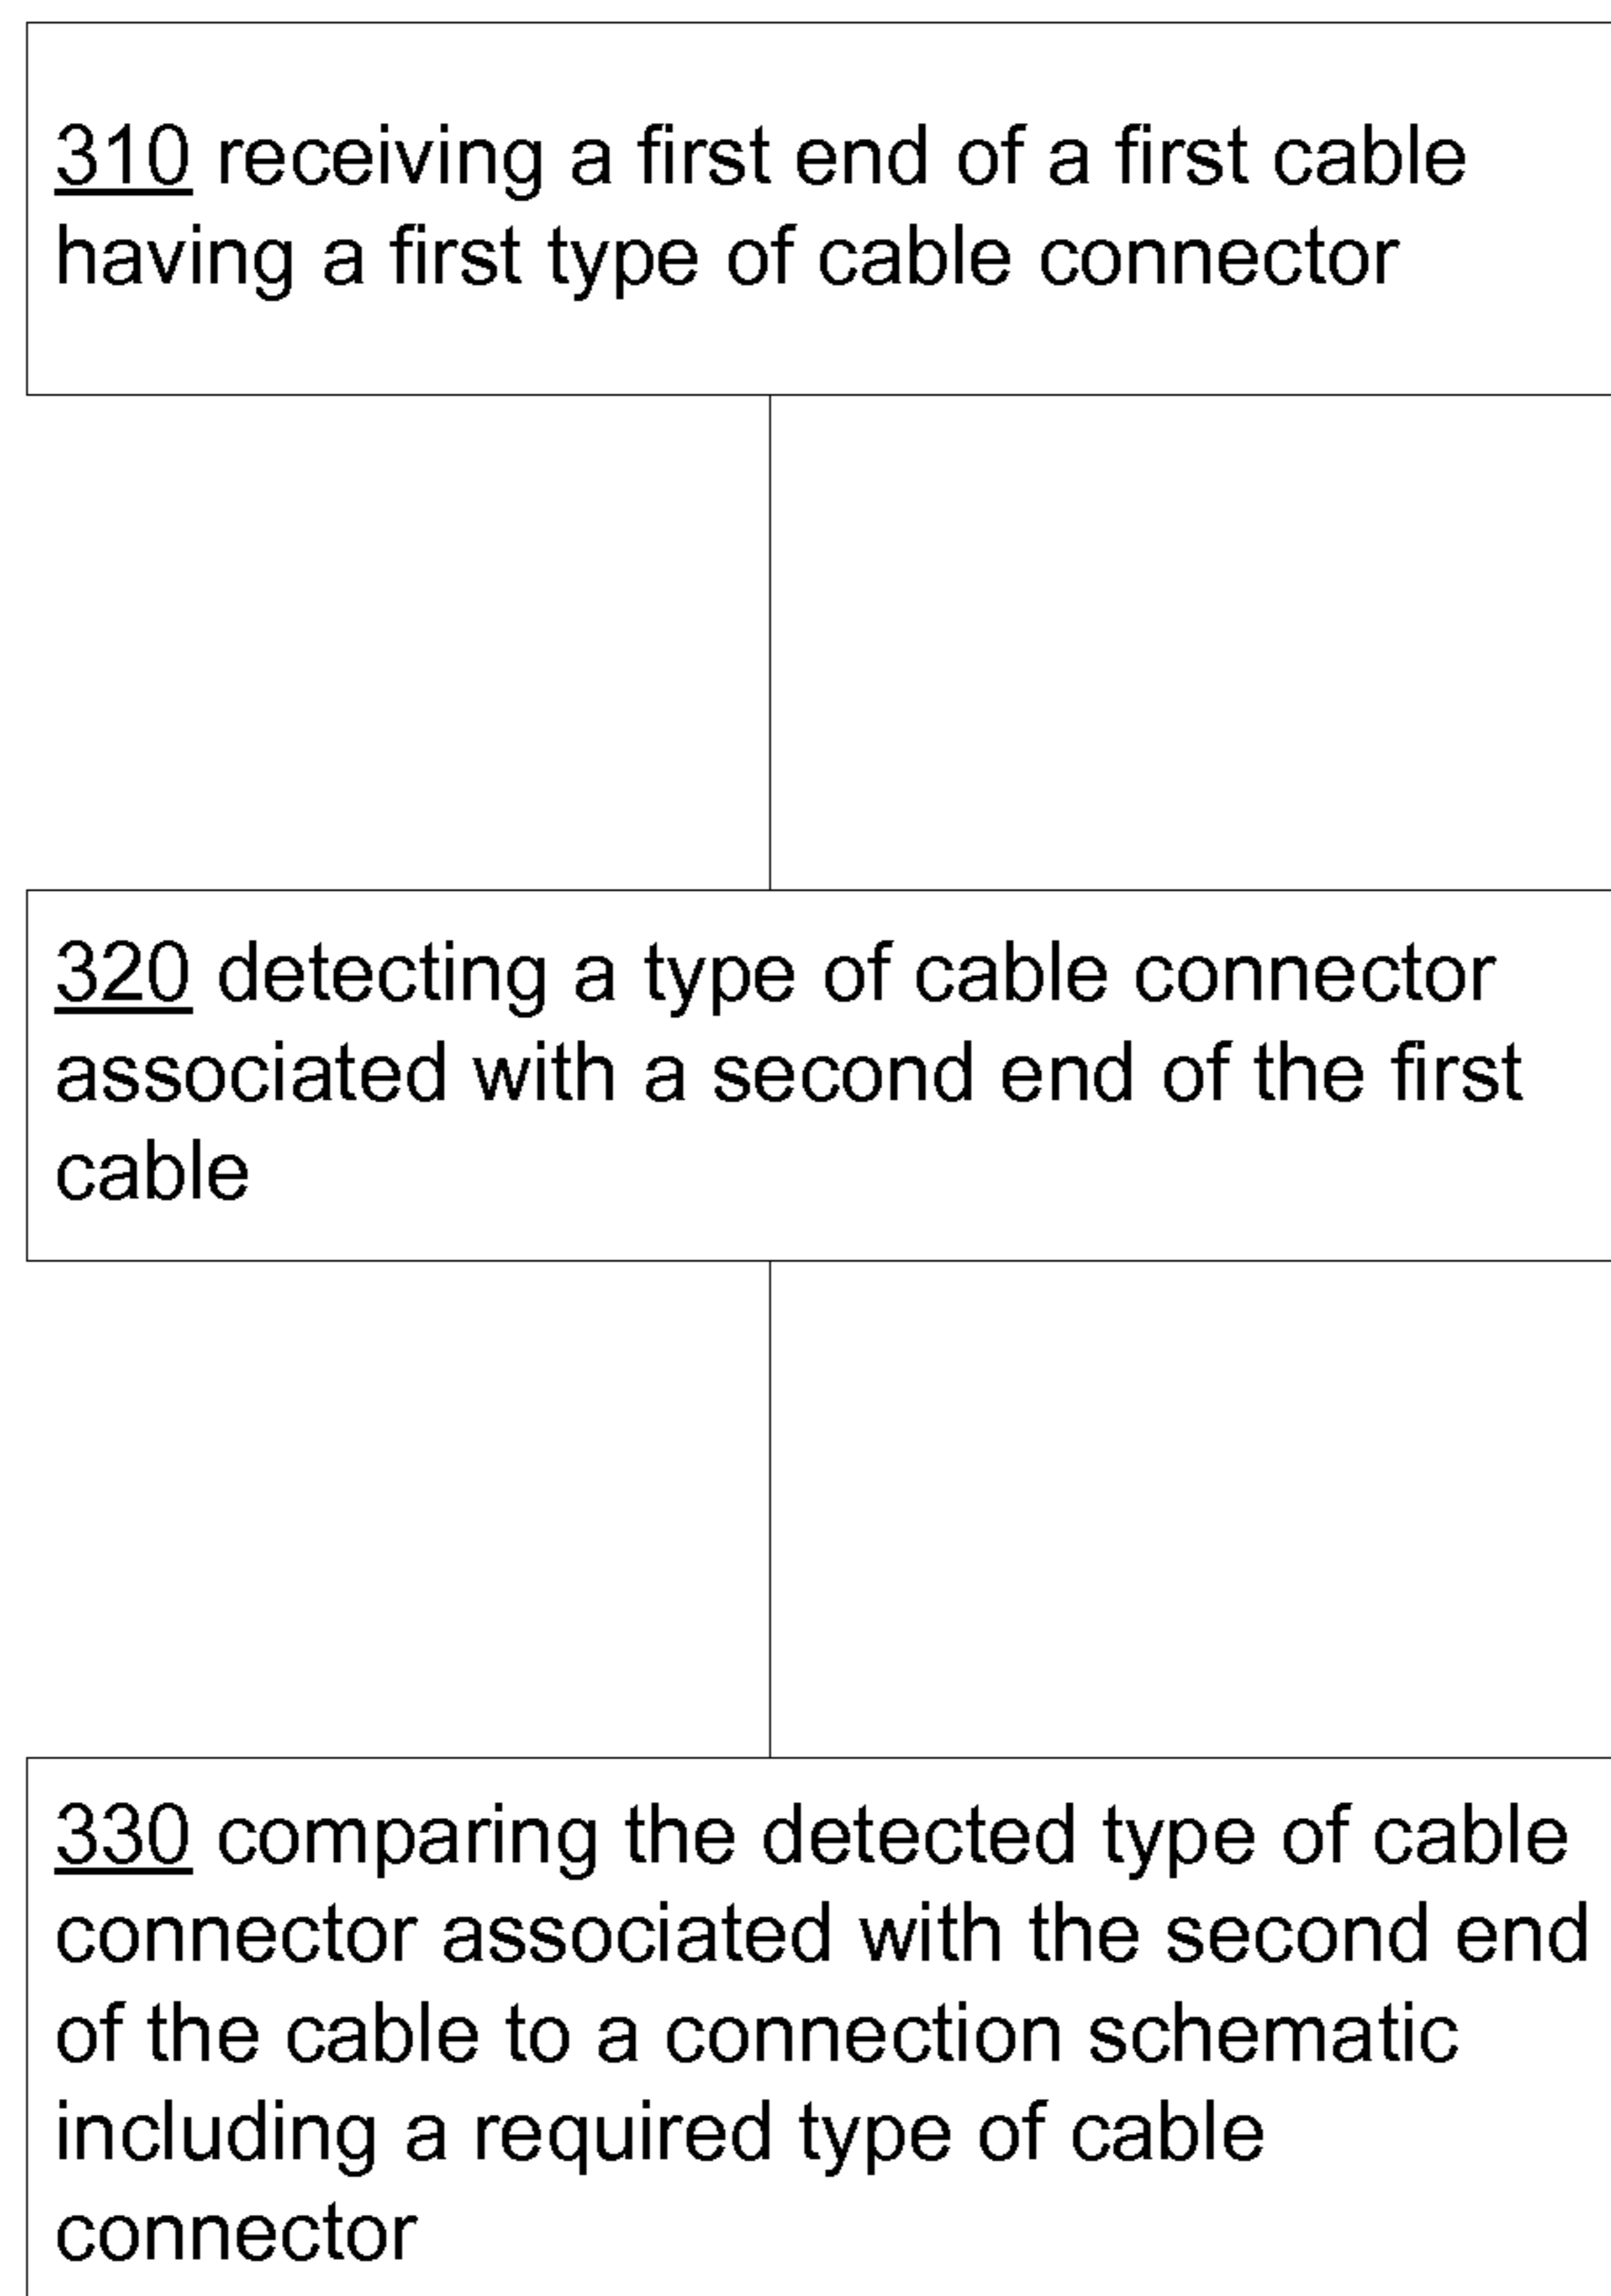 310 receiving a first end of a first cable
having a first type of cable connector
320 detecting a type of cable connector
associated with a second end of the first
cable
330 comparing the detected type of cable
connector associated with the second end
of the cable to a connection schematic
including a required type of cable
connector